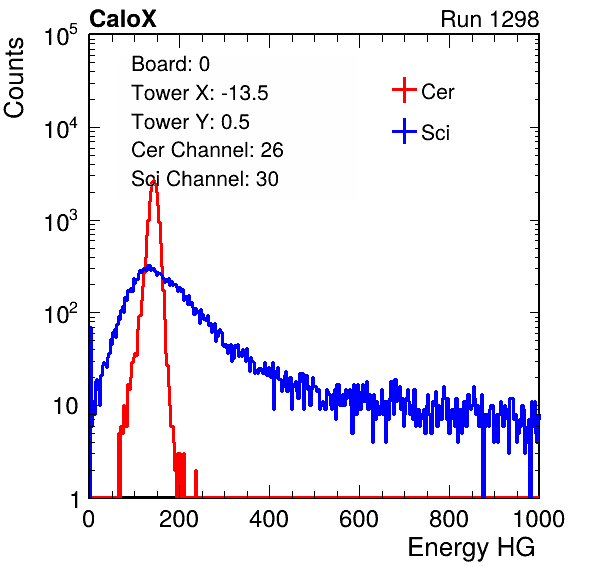 CaloX Run 1298
10^5
Counts
Board: 0
Tower X: -13.5
Tower Y: 0.5
Cer Channel: 26
Sci Channel: 30
Cer
Sci
10^4
10^3
10^2
10
1
0 200 400 600 800 1000
Energy HG